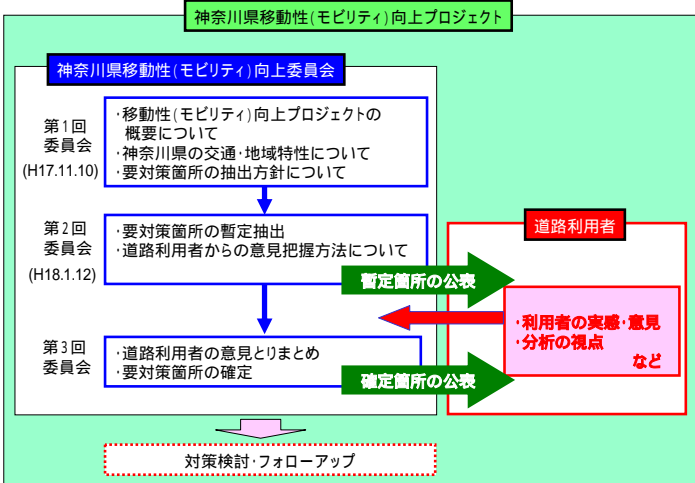 神奈川県移動性(モビリティ)向上プロジェクト
神奈川県移動性(モビリティ)向上委員会
第1回
委員会
(H17.11.10)
･移動性(モビリティ)向上プロジェクトの
概要について
･神奈川県の交通･地域特性について
･要対策箇所の抽出方針について
第2回
委員会
(H18.1.12)
･要対策箇所の暫定抽出
･道路利用者からの意見把握方法について
道路利用者
暫定箇所の公表
･利用者の実感･意見
･分析の視点
など
第3回
委員会
･道路利用者の意見とりまとめ
･要対策箇所の確定
確定箇所の公表
対策検討･フォローアップ